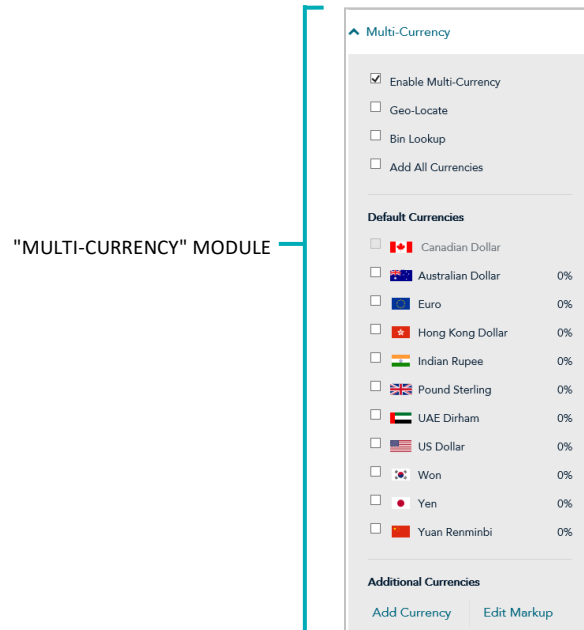 Multi-Currency
Enable Multi-Currency
Geo-Locate
Bin Lookup
Add All Currencies
"MULTI-CURRENCY" MODULE
Default Currencies
Canadian Dollar
Australian Dollar 0%
Euro 0%
Hong Kong Dollar 0%
Indian Rupee 0%
Pound Sterling 0%
UAE Dirham 0%
US Dollar 0%
Won 0%
Yen 0%
Yuan Renminbi 0%
Additional Currencies
Add Currency Edit Markup